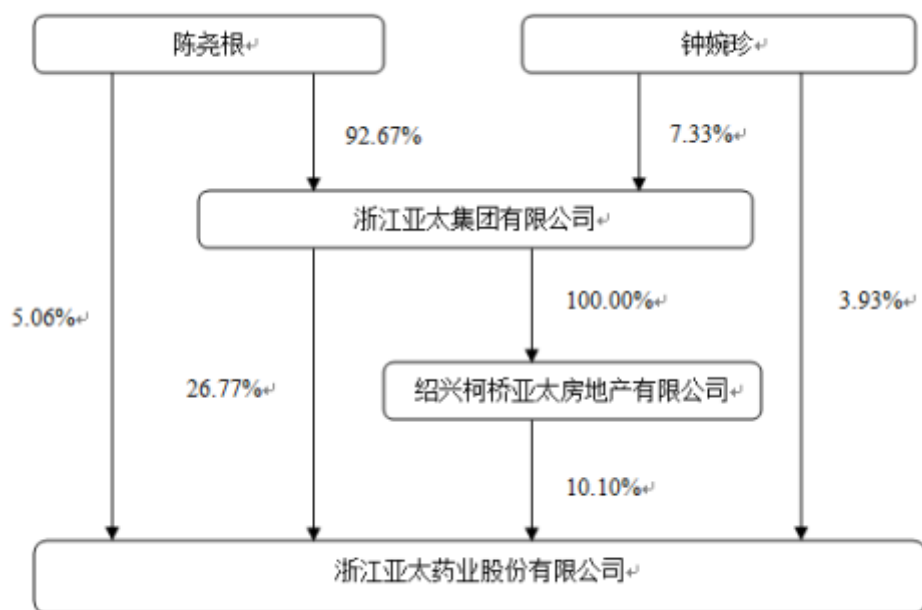 陈尧根
钟婉珍
92.67%
7.33%
浙江亚太集团有限公司
5.06%
100.00%
3.93%
26.77%
绍兴柯桥亚太房地产有限公司
10.10%
浙江亚太药业股份有限公司